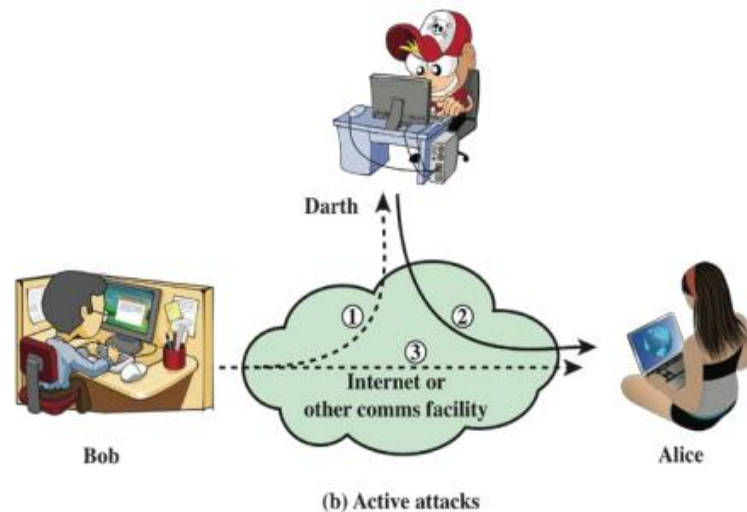 Darth
①
②
③
Internet or
other comms facility
Bob
Alice
(b) Active attacks